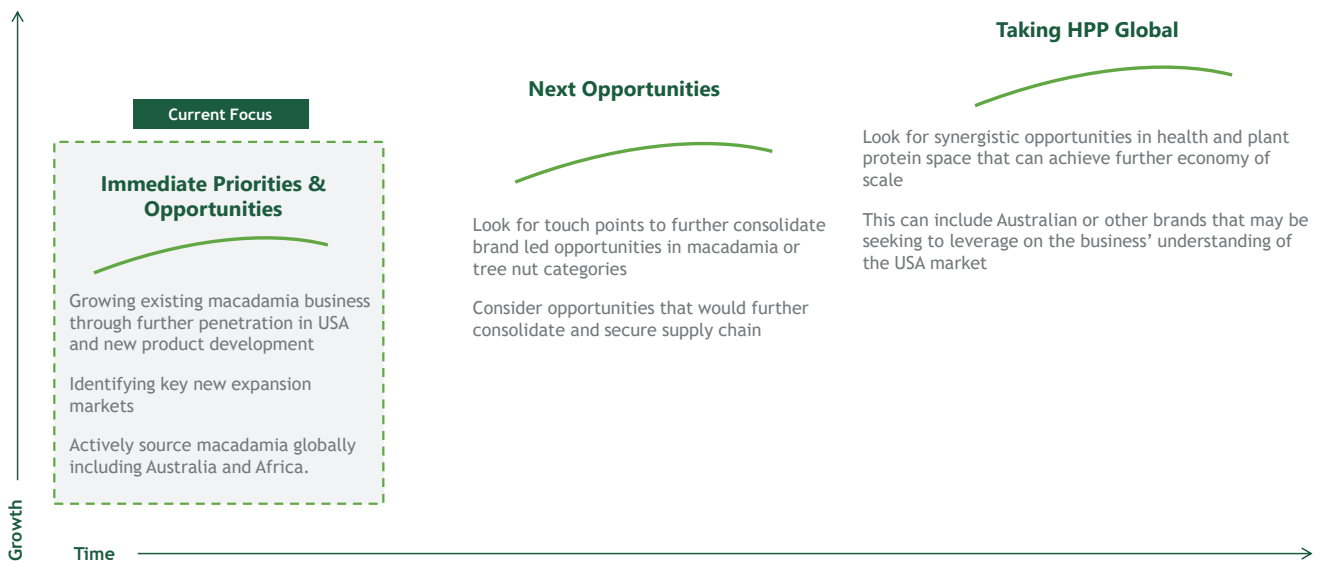 Current Focus
Immediate Priorities &
Opportunities
Growing existing macadamia business
through further penetration in USA
and new product development
Identifying key new expansion
markets
Actively source macadamia globally
including Australia and Africa.
Next Opportunities
Look for touch points to further consolidate
brand led opportunities in macadamia or
tree nut categories
Consider opportunities that would further
consolidate and secure supply chain
Taking HPP Global
Look for synergistic opportunities in health and plant
protein space that can achieve further economy of
scale
This can include Australian or other brands that may be
seeking to leverage on the business’ understanding of
the USA market
Growth
Time